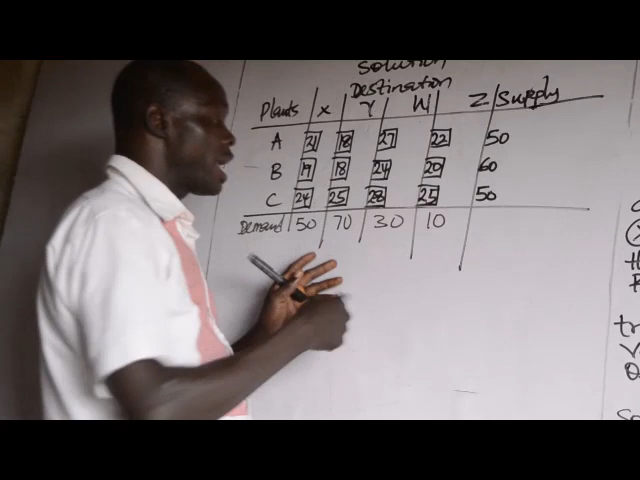 Solution
Destination
Plants X Y W Z Supply
A 21 18 27 22 50
B 19 18 24 20 60
C 24 25 28 25 50
Demand 50 70 30 10